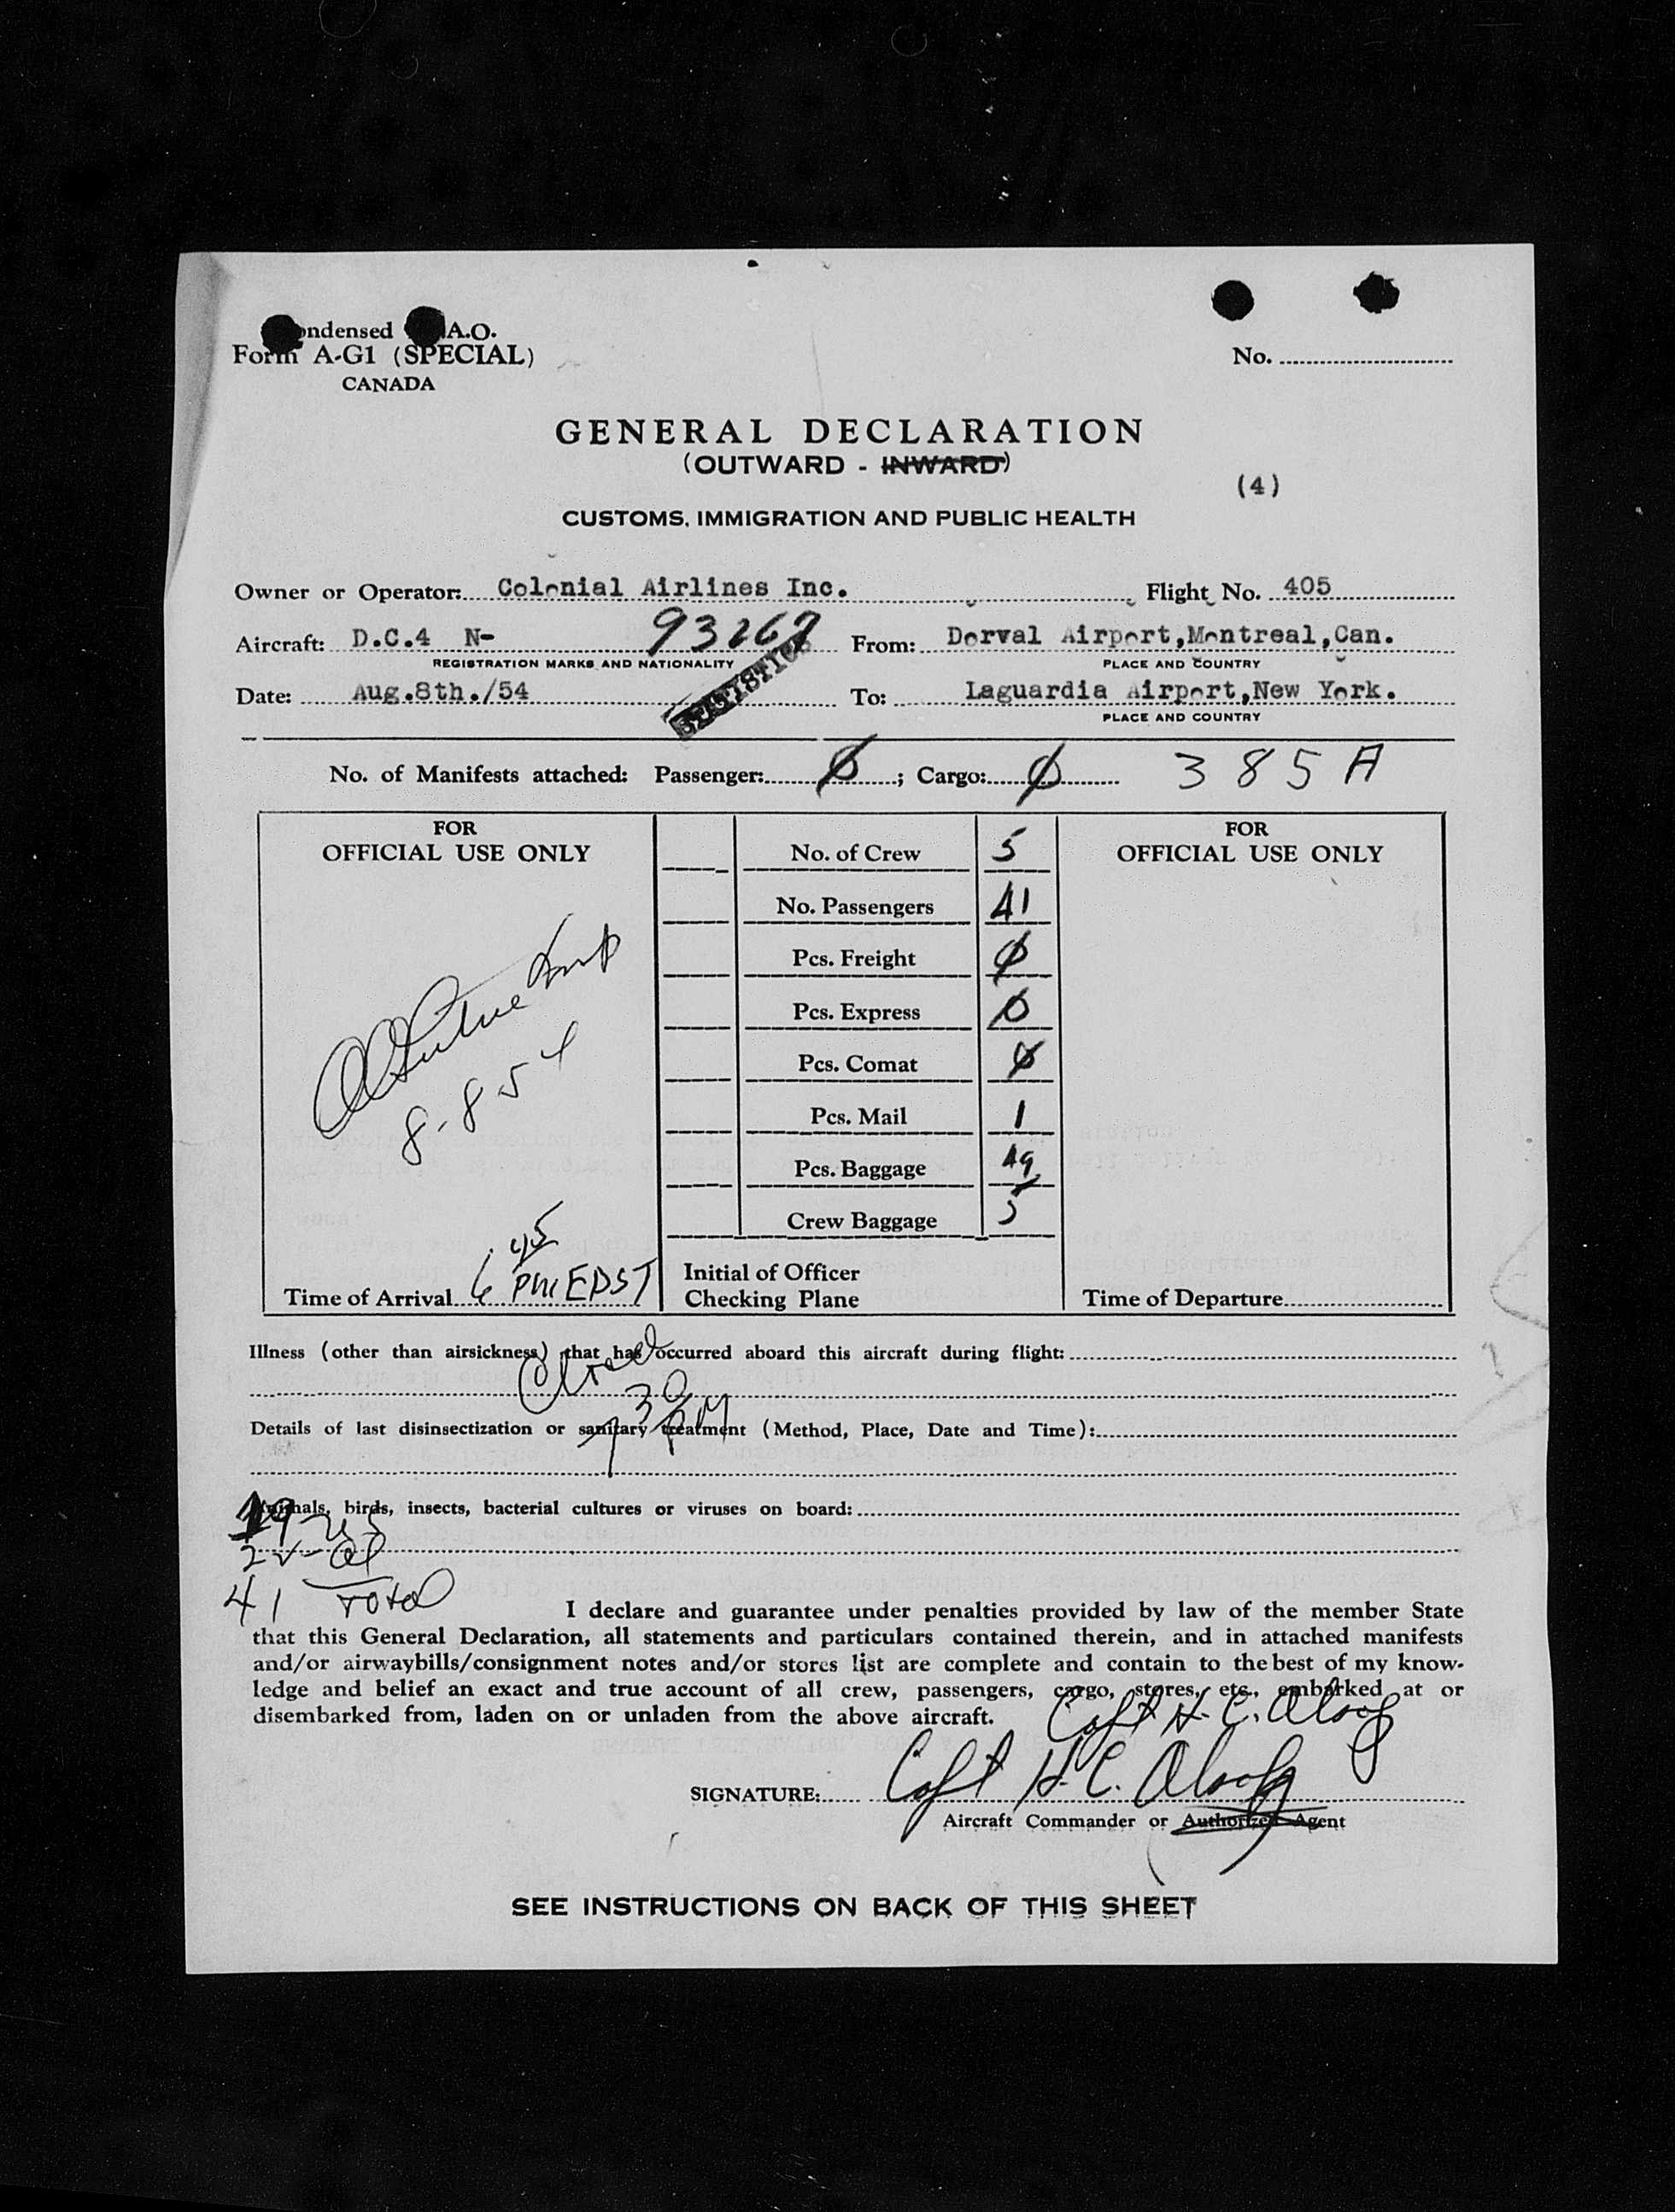 ondensed A.O.
Form A-G1 (SPECIAL)
CANADA
No.
GENERAL DECLARATION
(OUTWARD - INWARD)
(4)
CUSTOMS, IMMIGRATION AND PUBLIC HEALTH
Owner or Operator: Colonial Airlines Inc. Flight No. 405
Aircraft: D.C.4 N- 93267 From: Dorval Airport,Montreal,Can.
REGISTRATION MARKS AND NATIONALITY PLACE AND COUNTRY
STATISTICS
Date: Aug.8th./54 To: Laguardia Airport,New York.
PLACE AND COUNTRY
No. of Manifests attached: Passenger: 0; Cargo: 0 385A
FOR
OFFICIAL USE ONLY
8-8 54
Time of Arrival 6 45 PM EDST
No. of Crew 5
No. Passengers 41
Pcs. Freight 0
Pcs. Express 0
Pcs. Comat 0
Pcs. Mail 1
Pcs. Baggage 49
Crew Baggage 5
Initial of Officer
Checking Plane
FOR
OFFICIAL USE ONLY
Time of Departure
Illness (other than airsickness) that has occurred aboard this aircraft during flight:
Details of last disinsectization or sanitary treatment (Method, Place, Date and Time):
7 30 PM
Animals, birds, insects, bacterial cultures or viruses on board:
19 - US
22 - al
41 Total
I declare and guarantee under penalties provided by law of the member State
that this General Declaration, all statements and particulars contained therein, and in attached manifests
and/or airwaybills/consignment notes and/or stores list are complete and contain to the best of my know-
ledge and belief an exact and true account of all crew, passengers, cargo, stores, etc., embarked at or
disembarked from, laden on or unladen from the above aircraft.
Capt H. C.
SIGNATURE: Capt H. C.
Aircraft Commander or Authorized Agent
SEE INSTRUCTIONS ON BACK OF THIS SHEET